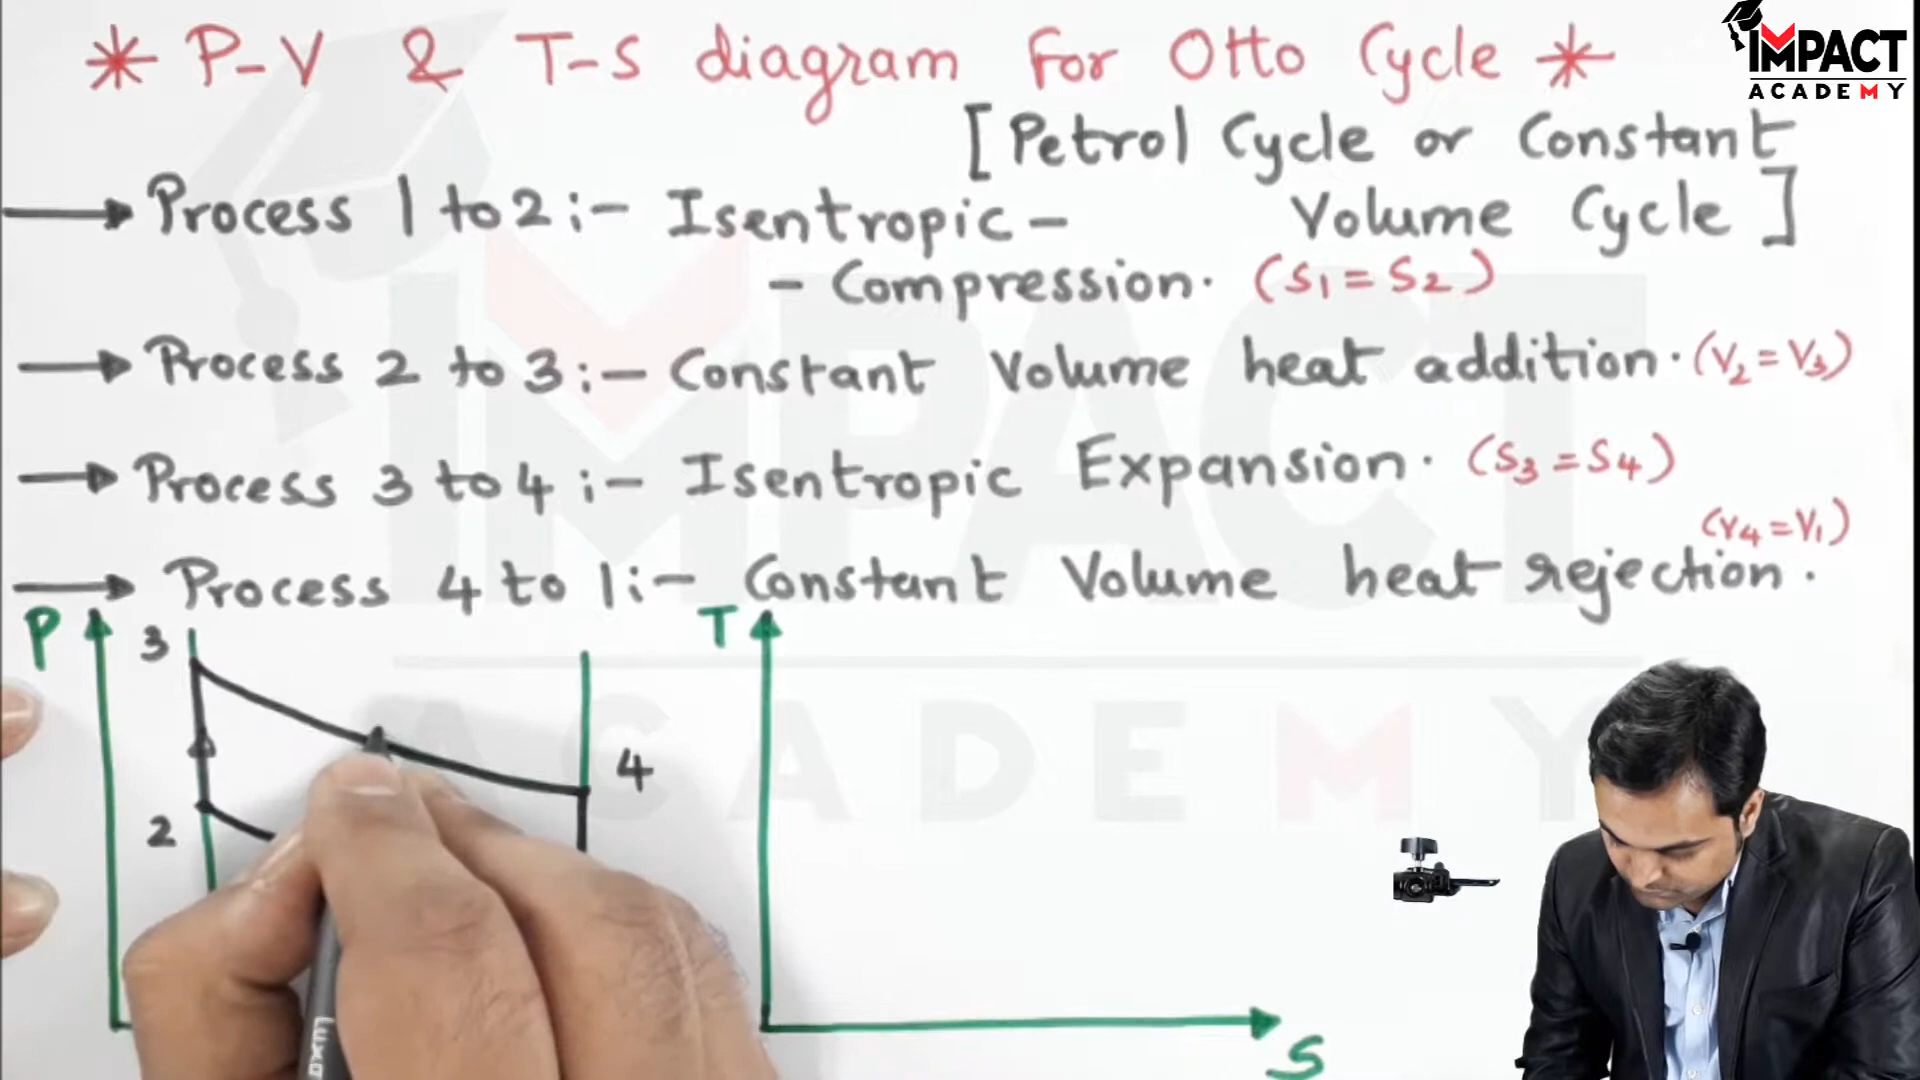 * P-V & T-S diagram For Otto Cycle *
IMPACT
ACADEMY
[Petrol Cycle or Constant
Volume Cycle]
→ Process 1 to 2 :- Isentropic -
- Compression. (S1 = S2)
→ Process 2 to 3 :- Constant Volume heat addition. (V2 = V3)
→ Process 3 to 4 :- Isentropic Expansion. (S3 = S4)
(V4 = V1)
→ Process 4 to 1 :- Constant Volume heat rejection.
P
3
T
4
2
S
IMPACT
ACADEMY